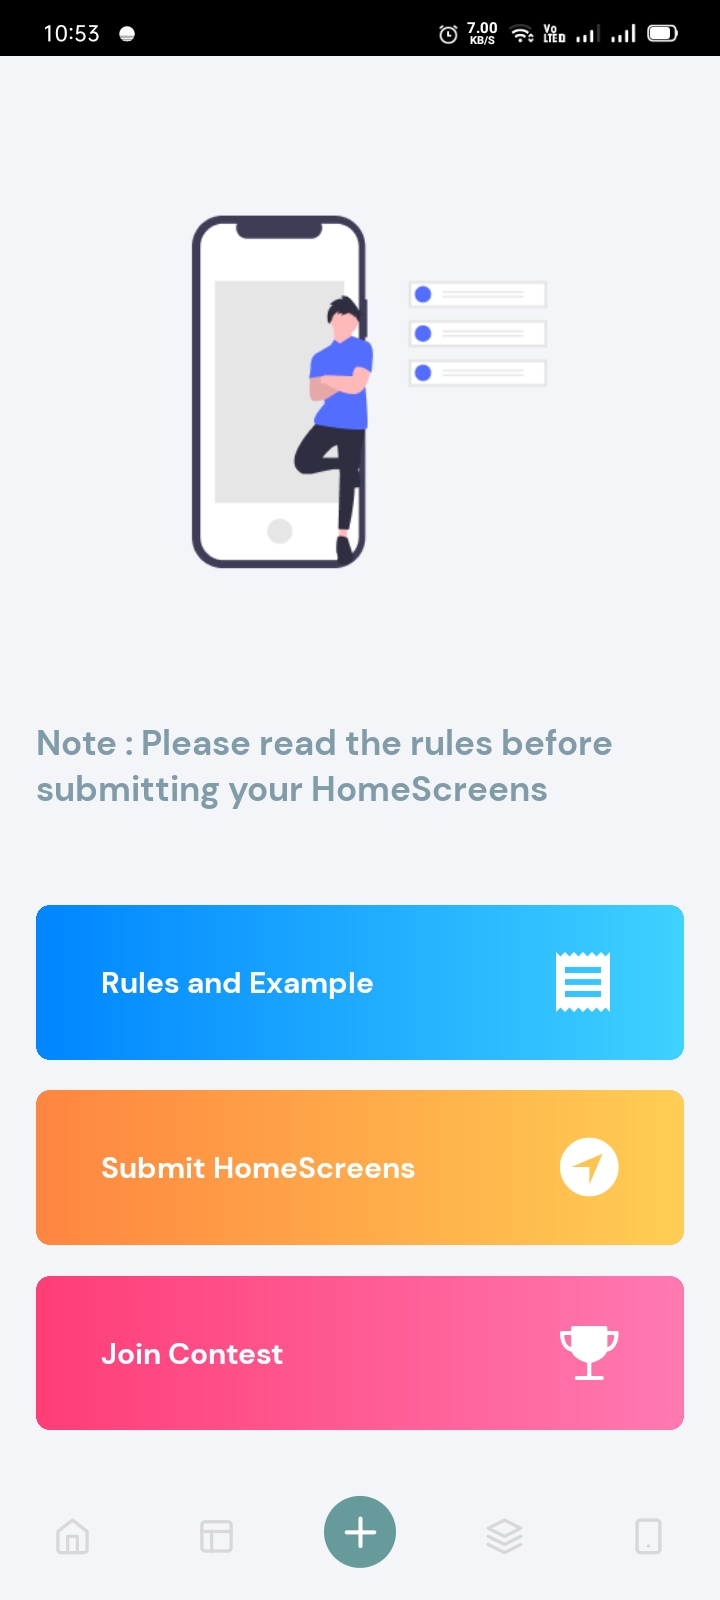 10:53
7.00
KB/S
Vo
LTE
Note : Please read the rules before
submitting your HomeScreens
Rules and Example
Submit HomeScreens
Join Contest